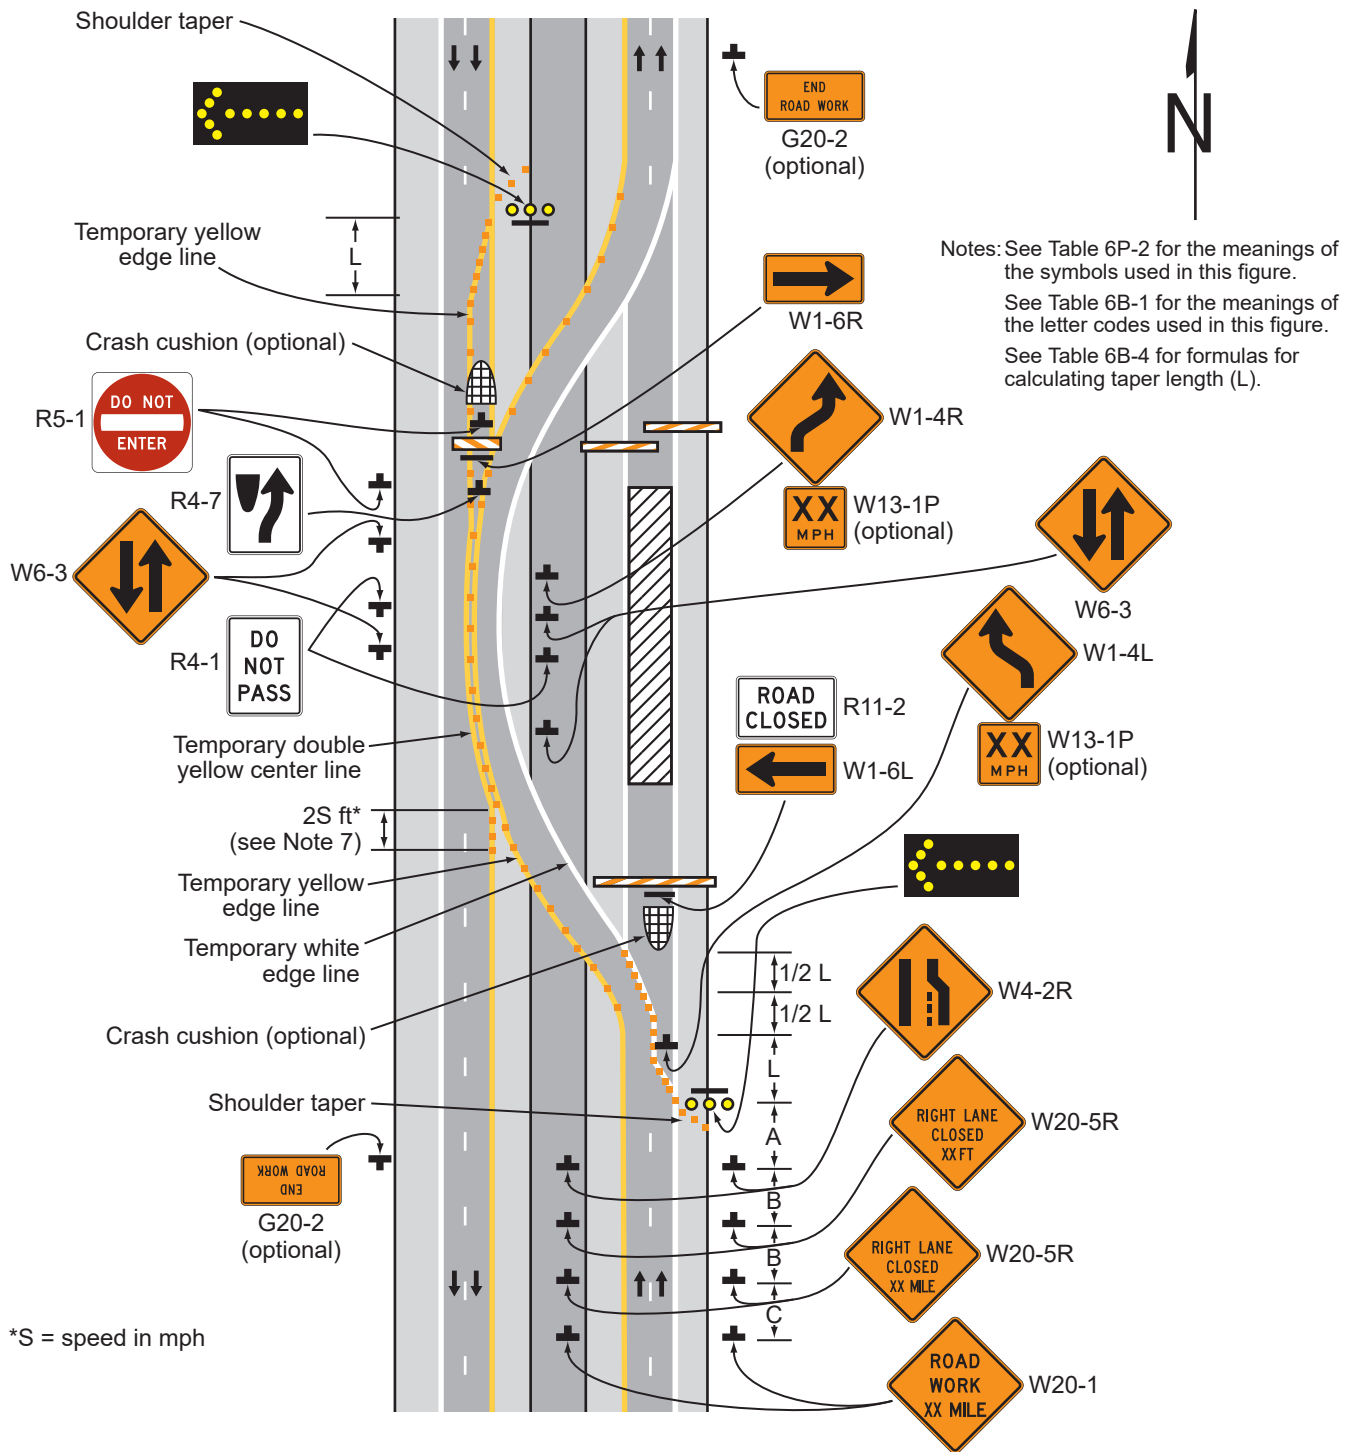 Shoulder taper
END
ROAD WORK
G20-2
(optional)
N
Temporary yellow
edge line
L
Notes: See Table 6P-2 for the meanings of
the symbols used in this figure.
See Table 6B-1 for the meanings of
the letter codes used in this figure.
See Table 6B-4 for formulas for
calculating taper length (L).
W1-6R
Crash cushion (optional)
R5-1
DO NOT
ENTER
W1-4R
R4-7
XX
MPH
W13-1P
(optional)
W6-3
W6-3
R4-1
DO
NOT
PASS
W1-4L
ROAD
CLOSED
R11-2
XX
MPH
W13-1P
(optional)
W1-6L
Temporary double
yellow center line
2S ft*
(see Note 7)
Temporary yellow
edge line
Temporary white
edge line
1/2 L
1/2 L
W4-2R
Crash cushion (optional)
L
Shoulder taper
A
RIGHT LANE
CLOSED
XX FT
W20-5R
END
ROAD WORK
G20-2
(optional)
B
B
RIGHT LANE
CLOSED
XX MILE
W20-5R
C
*S = speed in mph
ROAD
WORK
XX MILE
W20-1